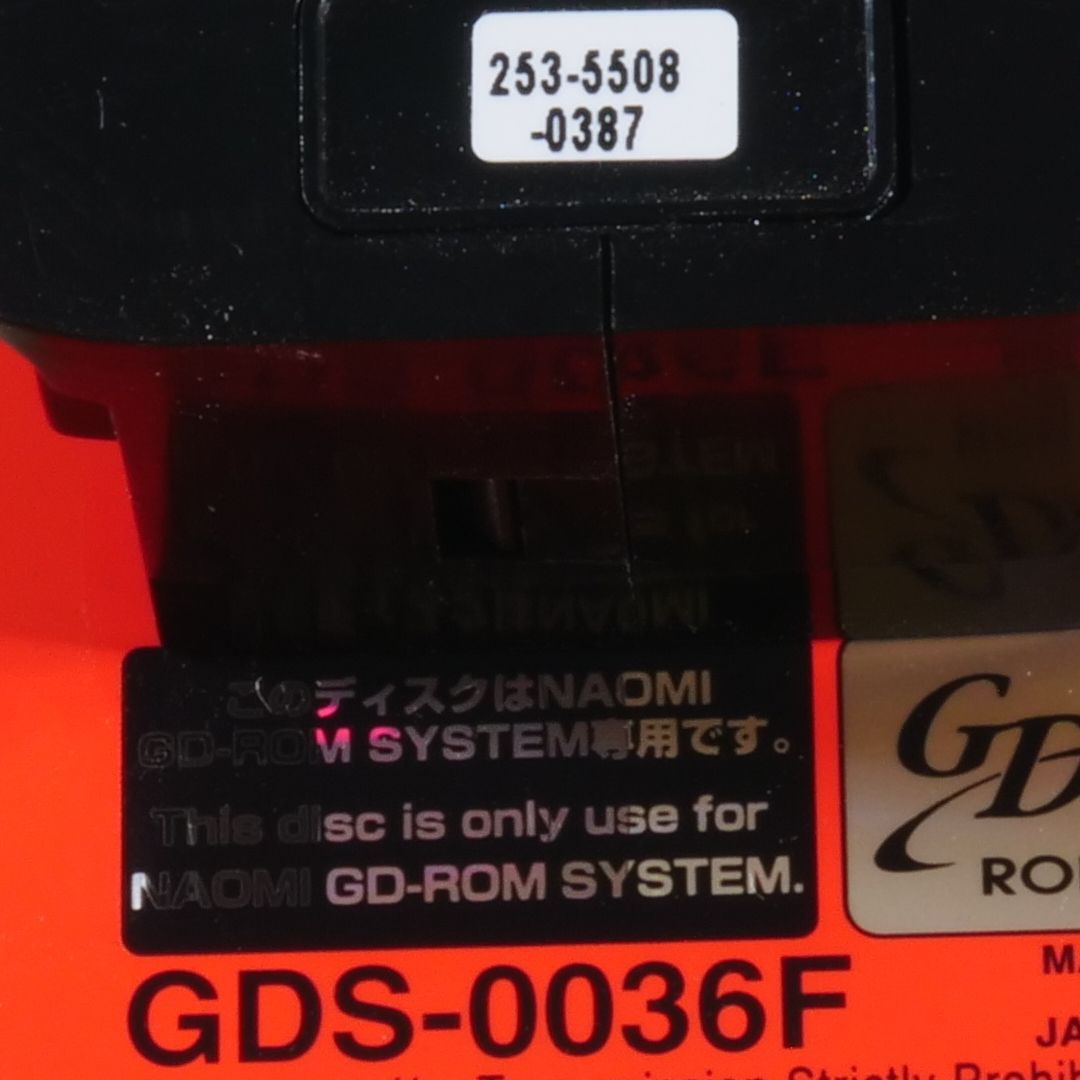 253-5508
-0387
このディスクはNAOMI
GD-ROM SYSTEM専用です。
This disc is only use for
NAOMI GD-ROM SYSTEM.
GD
GDS-0036F
Strictly